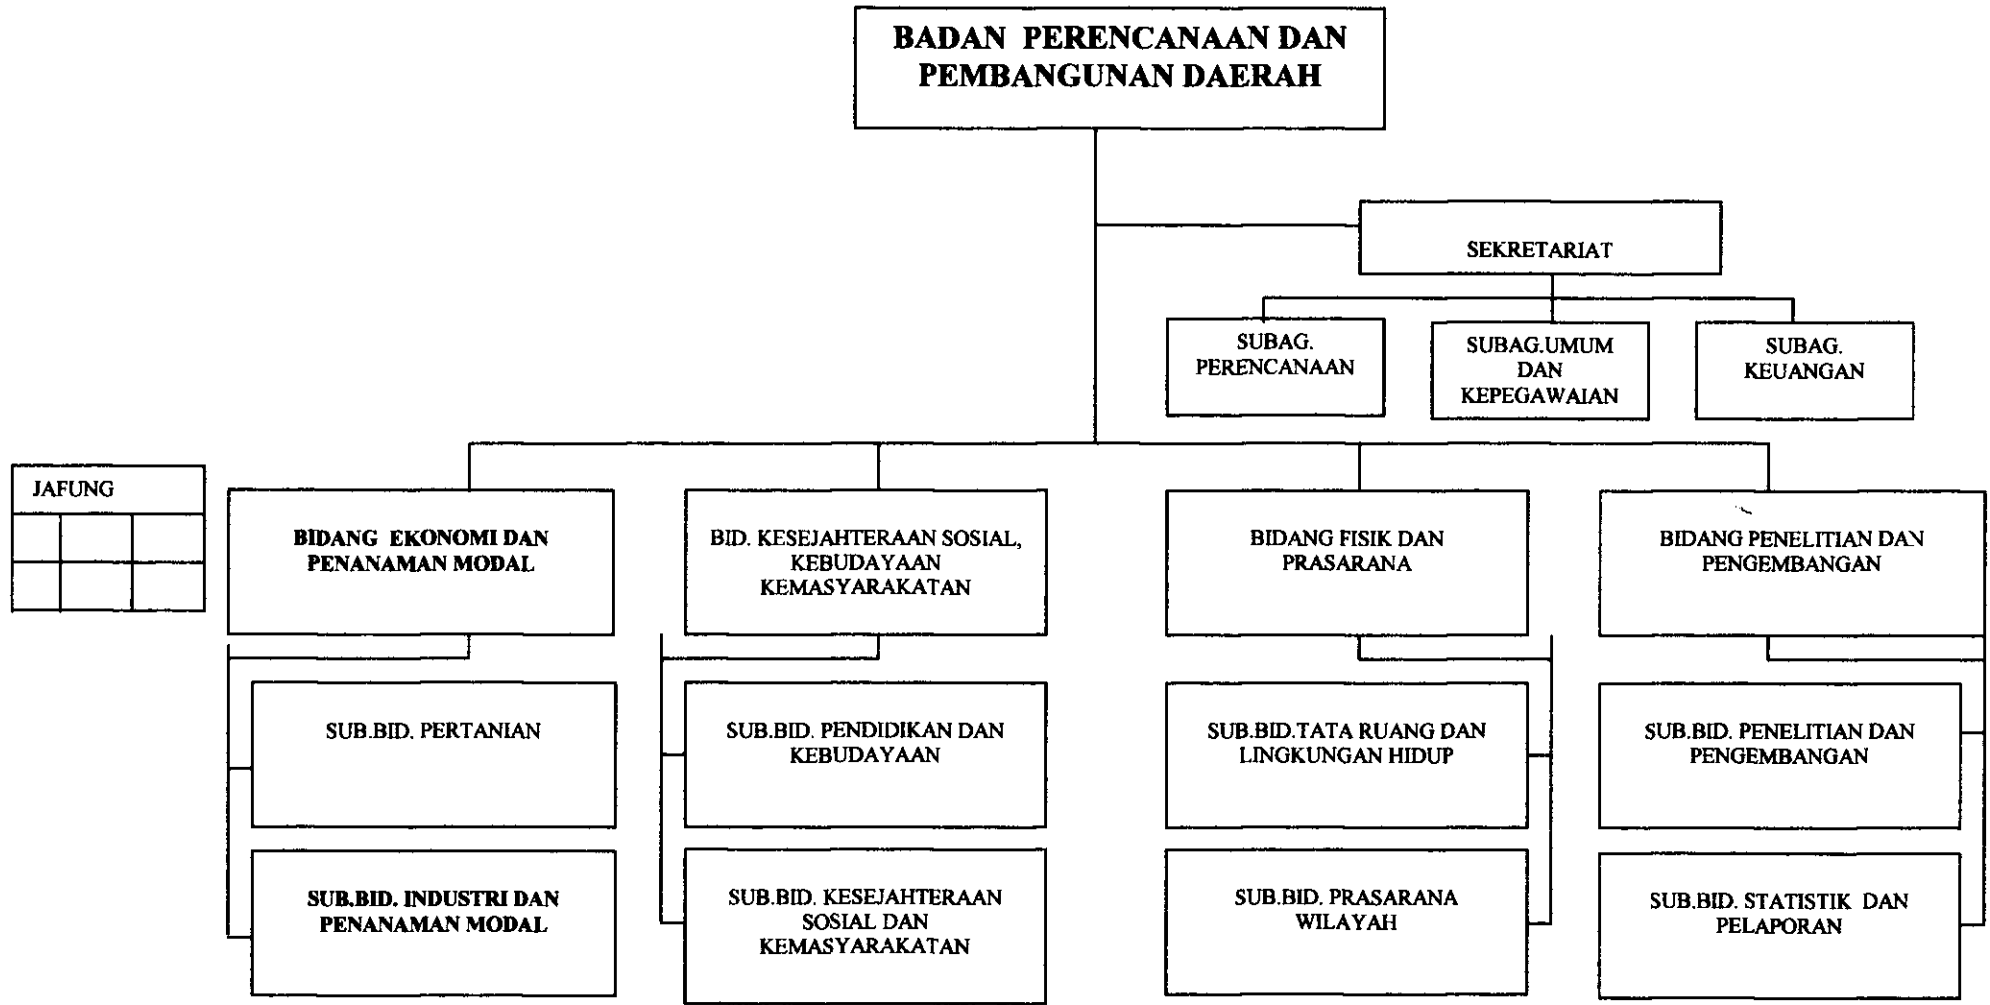 BADAN PERENCANAAN DAN
PEMBANGUNAN DAERAH
SEKRETARIAT
SUBAG.
PERENCANAAN
SUBAG.UMUM
DAN
KEPEGAWAIAN
SUBAG.
KEUANGAN
JAFUNG
BIDANG EKONOMI DAN
PENANAMAN MODAL
BID. KESEJAHTERAAN SOSIAL,
KEBUDAYAAN
KEMASYARAKATAN
BIDANG FISIK DAN
PRASARANA
BIDANG PENELITIAN DAN
PENGEMBANGAN
SUB.BID. PERTANIAN
SUB.BID. PENDIDIKAN DAN
KEBUDAYAAN
SUB.BID.TATA RUANG DAN
LINGKUNGAN HIDUP
SUB.BID. PENELITIAN DAN
PENGEMBANGAN
SUB.BID. INDUSTRI DAN
PENANAMAN MODAL
SUB.BID. KESEJAHTERAAN
SOSIAL DAN
KEMASYARAKATAN
SUB.BID. PRASARANA
WILAYAH
SUB.BID. STATISTIK DAN
PELAPORAN